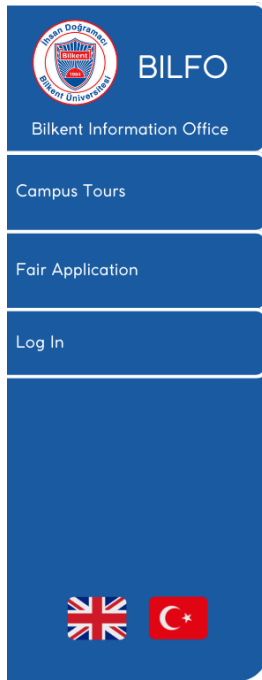 İhsan Doğramacı
Bilkent
1984
Bilkent Üniversitesi
BILFO
Bilkent Information Office
Campus Tours
Fair Application
Log In